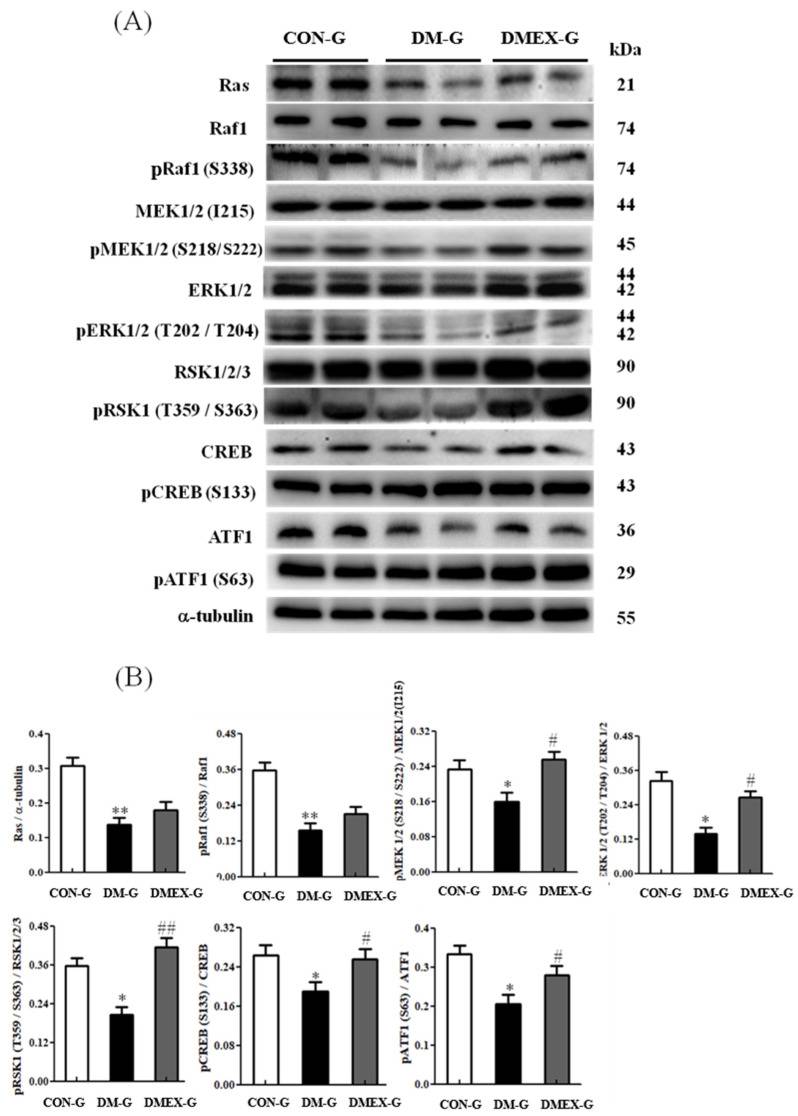 (A)
CON-G DM-G DMEX-G kDa
Ras 21
Raf1 74
pRaf1 (S338) 74
MEK1/2 (I215) 44
pMEK1/2 (S218/S222) 45
ERK1/2 44
42
pERK1/2 (T202 / T204) 44
42
RSK1/2/3 90
pRSK1 (T359 / S363) 90
CREB 43
pCREB (S133) 43
ATF1 36
pATF1 (S63) 29
α-tubulin 55
(B)
Ras / α-tubulin
0.4
0.3
0.2
0.1
0.0
**
CON-G DM-G DMEX-G
pRaf1 (S338) / Raf1
0.48
0.36
0.24
0.12
0.00
**
CON-G DM-G DMEX-G
pMEK 1/2 (S218 / S222) / MEK1/2(I215)
0.32
0.24
0.16
0.08
0.00
*
#
CON-G DM-G DMEX-G
ERK 1/2 (T202 / T204) / ERK 1/2
0.48
0.36
0.24
0.12
0.00
*
#
CON-G DM-G DMEX-G
pRSK1 (T359 / S363) / RSK1/2/3
0.48
0.36
0.24
0.12
0.00
*
##
CON-G DM-G DMEX-G
pCREB (S133) / CREB
0.36
0.24
0.12
0.00
*
#
CON-G DM-G DMEX-G
pATF1 (S63) / ATF1
0.4
0.3
0.2
0.1
0.0
*
#
CON-G DM-G DMEX-G